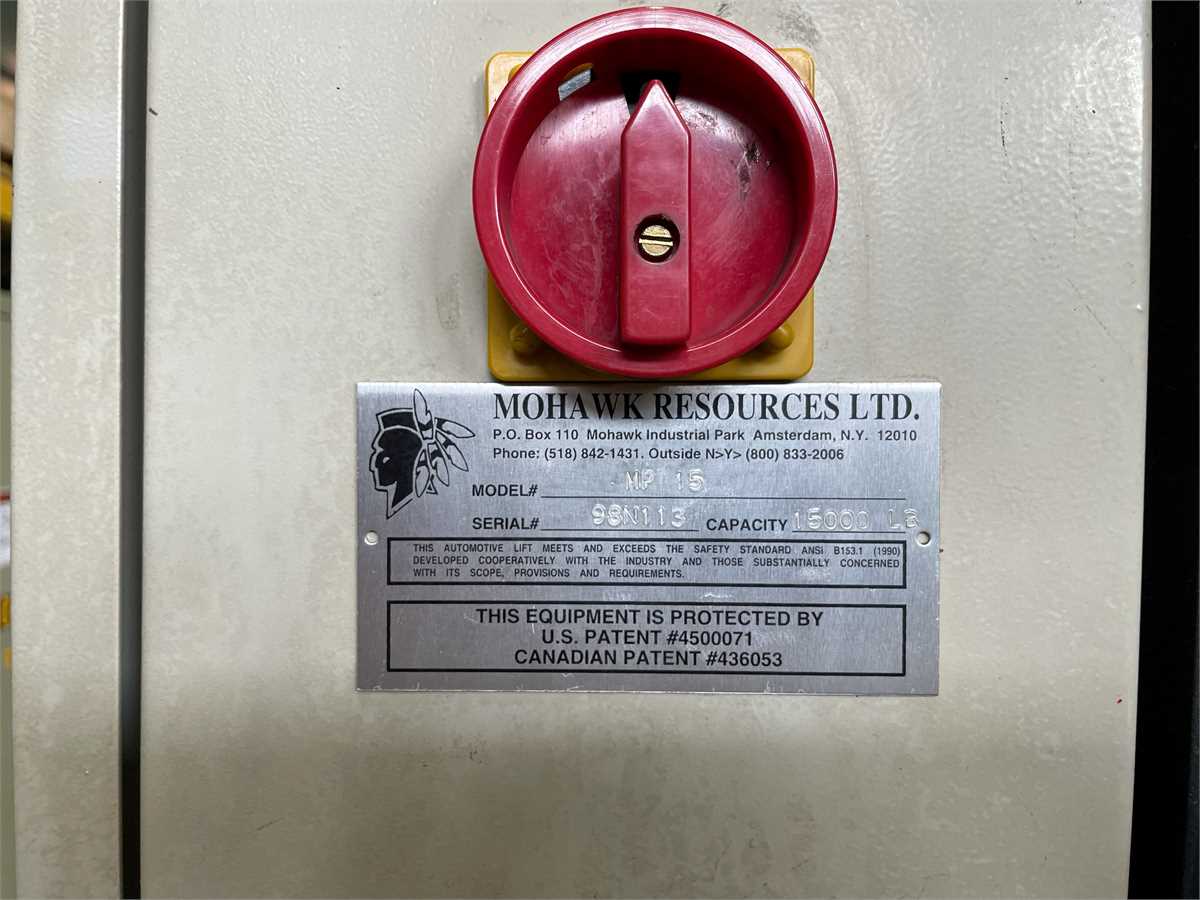 MOHAWK RESOURCES LTD.
P.O. Box 110 Mohawk Industrial Park Amsterdam, N.Y. 12010
Phone: (518) 842-1431. Outside N>Y> (800) 833-2006
MODEL# MP 15
SERIAL# 98N113 CAPACITY 15000 LB
THIS AUTOMOTIVE LIFT MEETS AND EXCEEDS THE SAFETY STANDARD ANSI B153.1 (1990)
DEVELOPED COOPERATIVELY WITH THE INDUSTRY AND THOSE SUBSTANTIALLY CONCERNED
WITH ITS SCOPE, PROVISIONS AND REQUIREMENTS.
THIS EQUIPMENT IS PROTECTED BY
U.S. PATENT #4500071
CANADIAN PATENT #436053